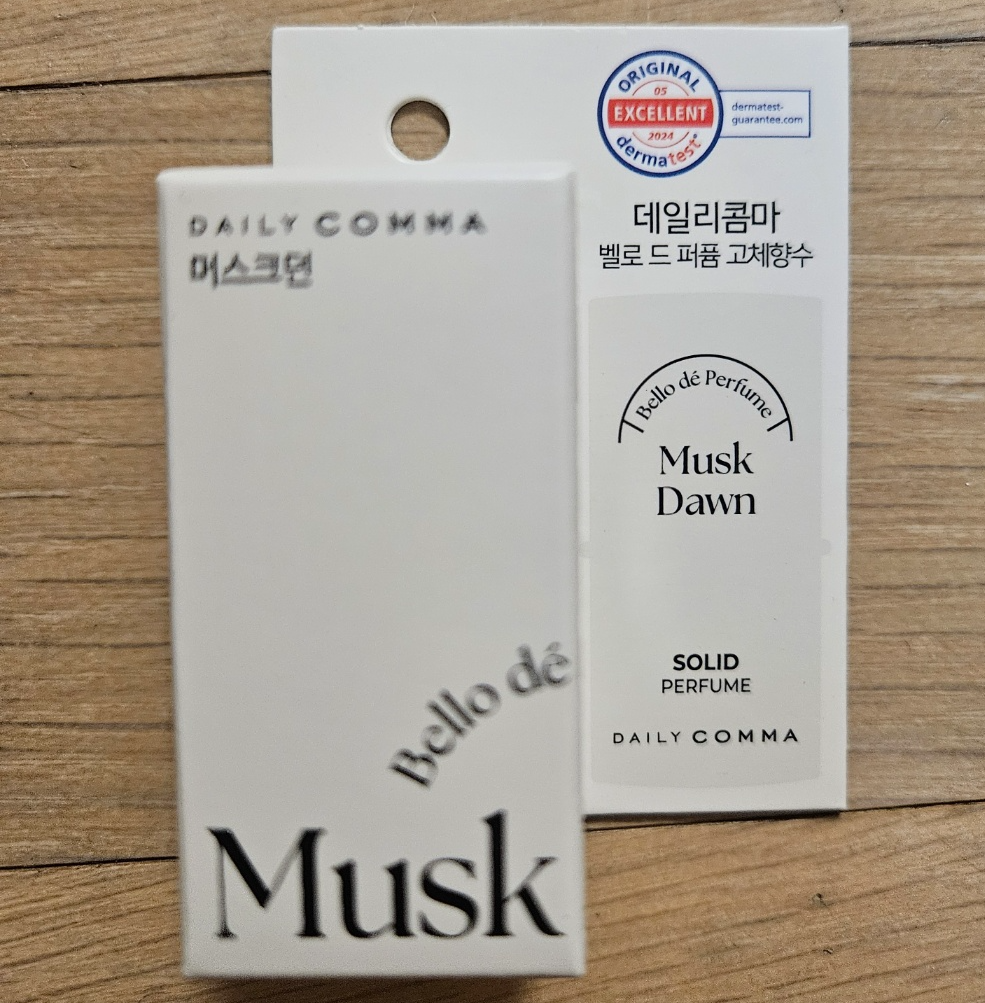 DAILY COMMA
머스크던
Bello dé
Musk
ORIGINAL
05
EXCELLENT
2024
dermatest®
dermatest-
guarantee.com
데일리콤마
벨로 드 퍼퓸 고체향수
Bello dé Perfume
Musk
Dawn
SOLID
PERFUME
DAILY COMMA